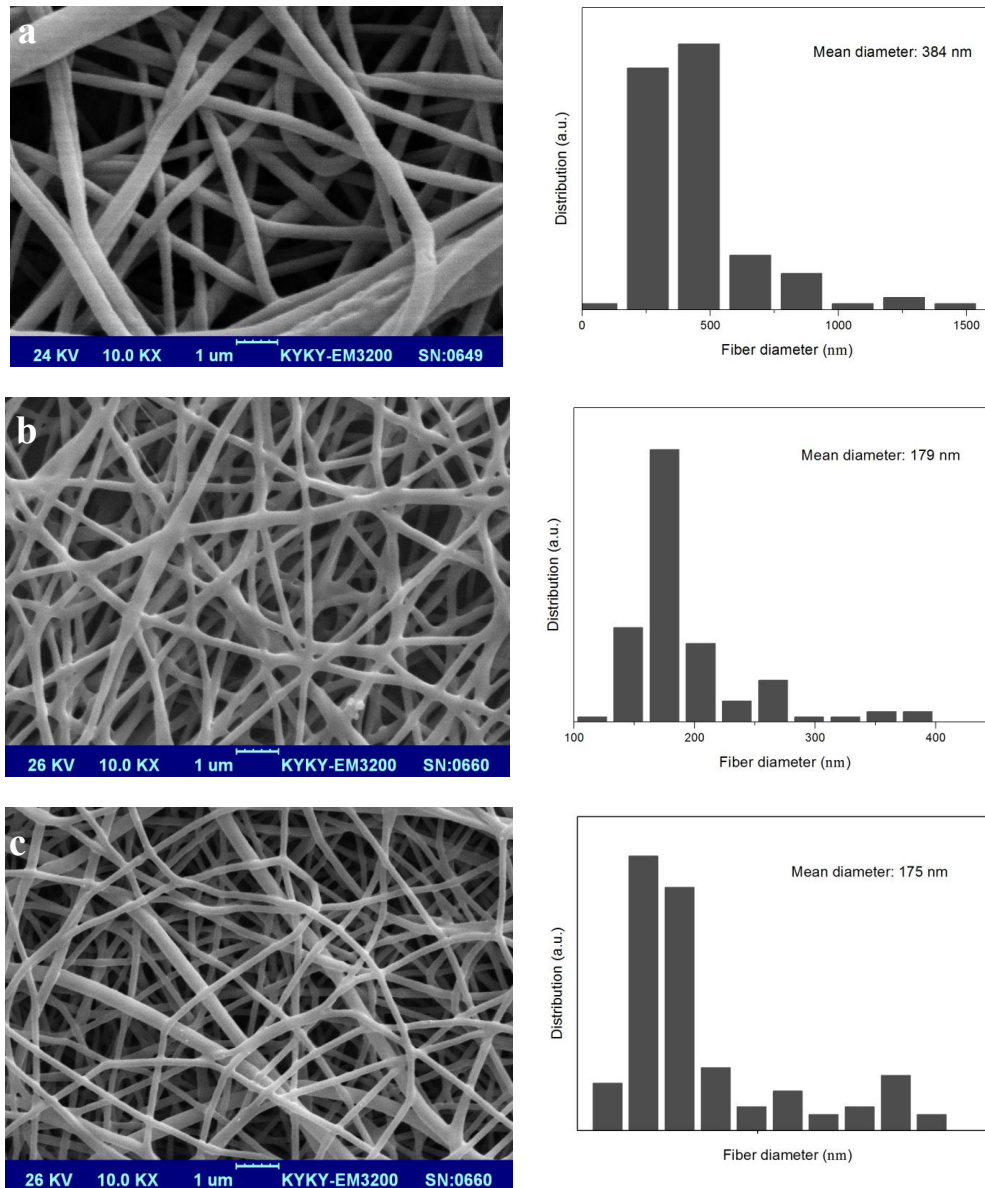 a
Mean diameter: 384 nm
Distribution (a.u.)
0 500 1000 1500
Fiber diameter (nm)
24 KV 10.0 KX 1 um KYKY-EM3200 SN:0649
b
Mean diameter: 179 nm
Distribution (a.u.)
100 200 300 400
Fiber diameter (nm)
26 KV 10.0 KX 1 um KYKY-EM3200 SN:0660
c
Mean diameter: 175 nm
Distribution (a.u.)
Fiber diameter (nm)
26 KV 10.0 KX 1 um KYKY-EM3200 SN:0660